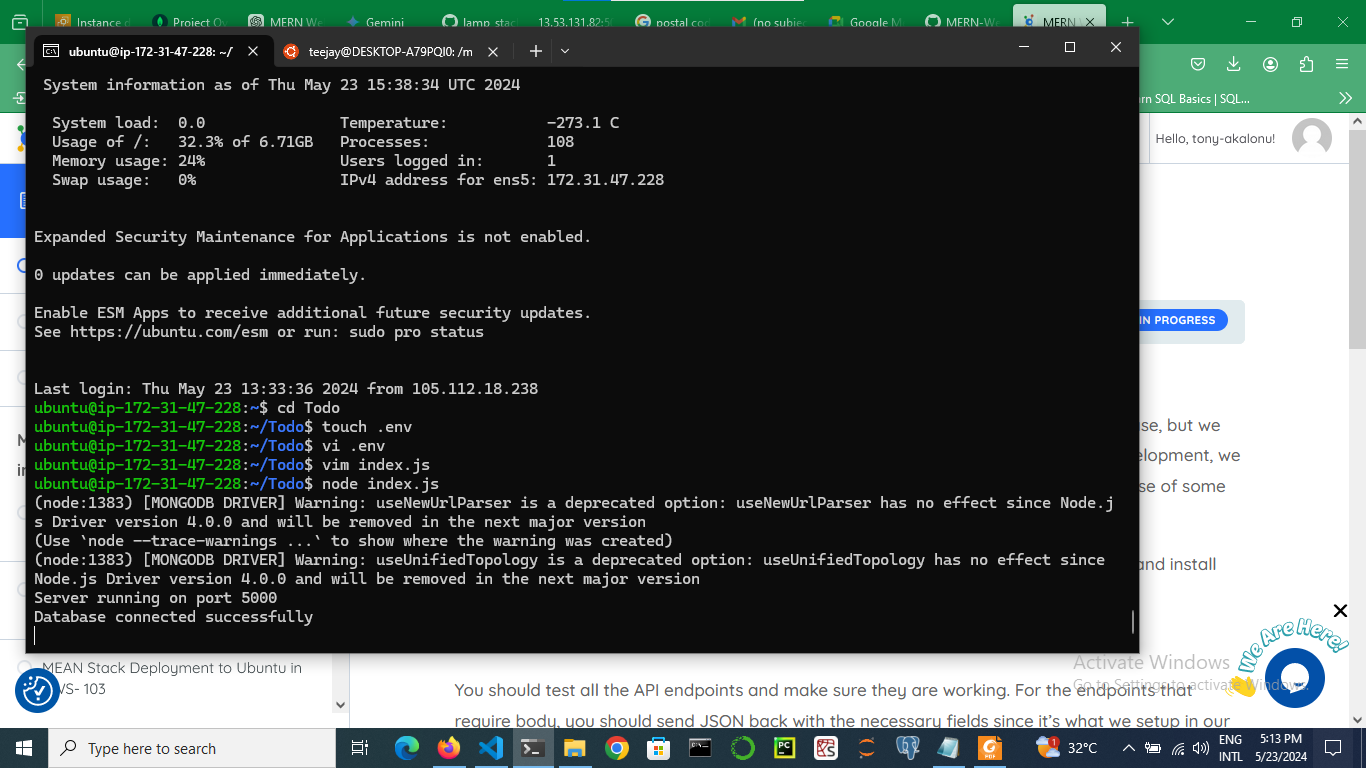 Instance d
Project Ov
MERN We
Gemini
lamp_stac
13.53.131.82:50
postal cod
(no subjec
Google M
MERN-We
MERN
ubuntu@ip-172-31-47-228: ~/
teejay@DESKTOP-A79PQI0: /m
rn SQL Basics | SQL...
Hello, tony-akalonu!
System information as of Thu May 23 15:38:34 UTC 2024
System load: 0.0 Temperature: -273.1 C
Usage of /: 32.3% of 6.71GB Processes: 108
Memory usage: 24% Users logged in: 1
Swap usage: 0% IPv4 address for ens5: 172.31.47.228
Expanded Security Maintenance for Applications is not enabled.
0 updates can be applied immediately.
Enable ESM Apps to receive additional future security updates.
See https://ubuntu.com/esm or run: sudo pro status
Last login: Thu May 23 13:33:36 2024 from 105.112.18.238
ubuntu@ip-172-31-47-228:~$ cd Todo
ubuntu@ip-172-31-47-228:~/Todo$ touch .env
ubuntu@ip-172-31-47-228:~/Todo$ vi .env
ubuntu@ip-172-31-47-228:~/Todo$ vim index.js
ubuntu@ip-172-31-47-228:~/Todo$ node index.js
(node:1383) [MONGODB DRIVER] Warning: useNewUrlParser is a deprecated option: useNewUrlParser has no effect since Node.j
s Driver version 4.0.0 and will be removed in the next major version
(Use `node --trace-warnings ...` to show where the warning was created)
(node:1383) [MONGODB DRIVER] Warning: useUnifiedTopology is a deprecated option: useUnifiedTopology has no effect since
Node.js Driver version 4.0.0 and will be removed in the next major version
Server running on port 5000
Database connected successfully
IN PROGRESS
se, but we
elopment, we
se of some
and install
We Are Here!
MEAN Stack Deployment to Ubuntu in
WS- 103
Activate Windows
Go to Settings to activate Windows.
You should test all the API endpoints and make sure they are working. For the endpoints that
require body, you should send JSON back with the necessary fields since it's what we setup in our
Type here to search
32°C
ENG
INTL
5:13 PM
5/23/2024